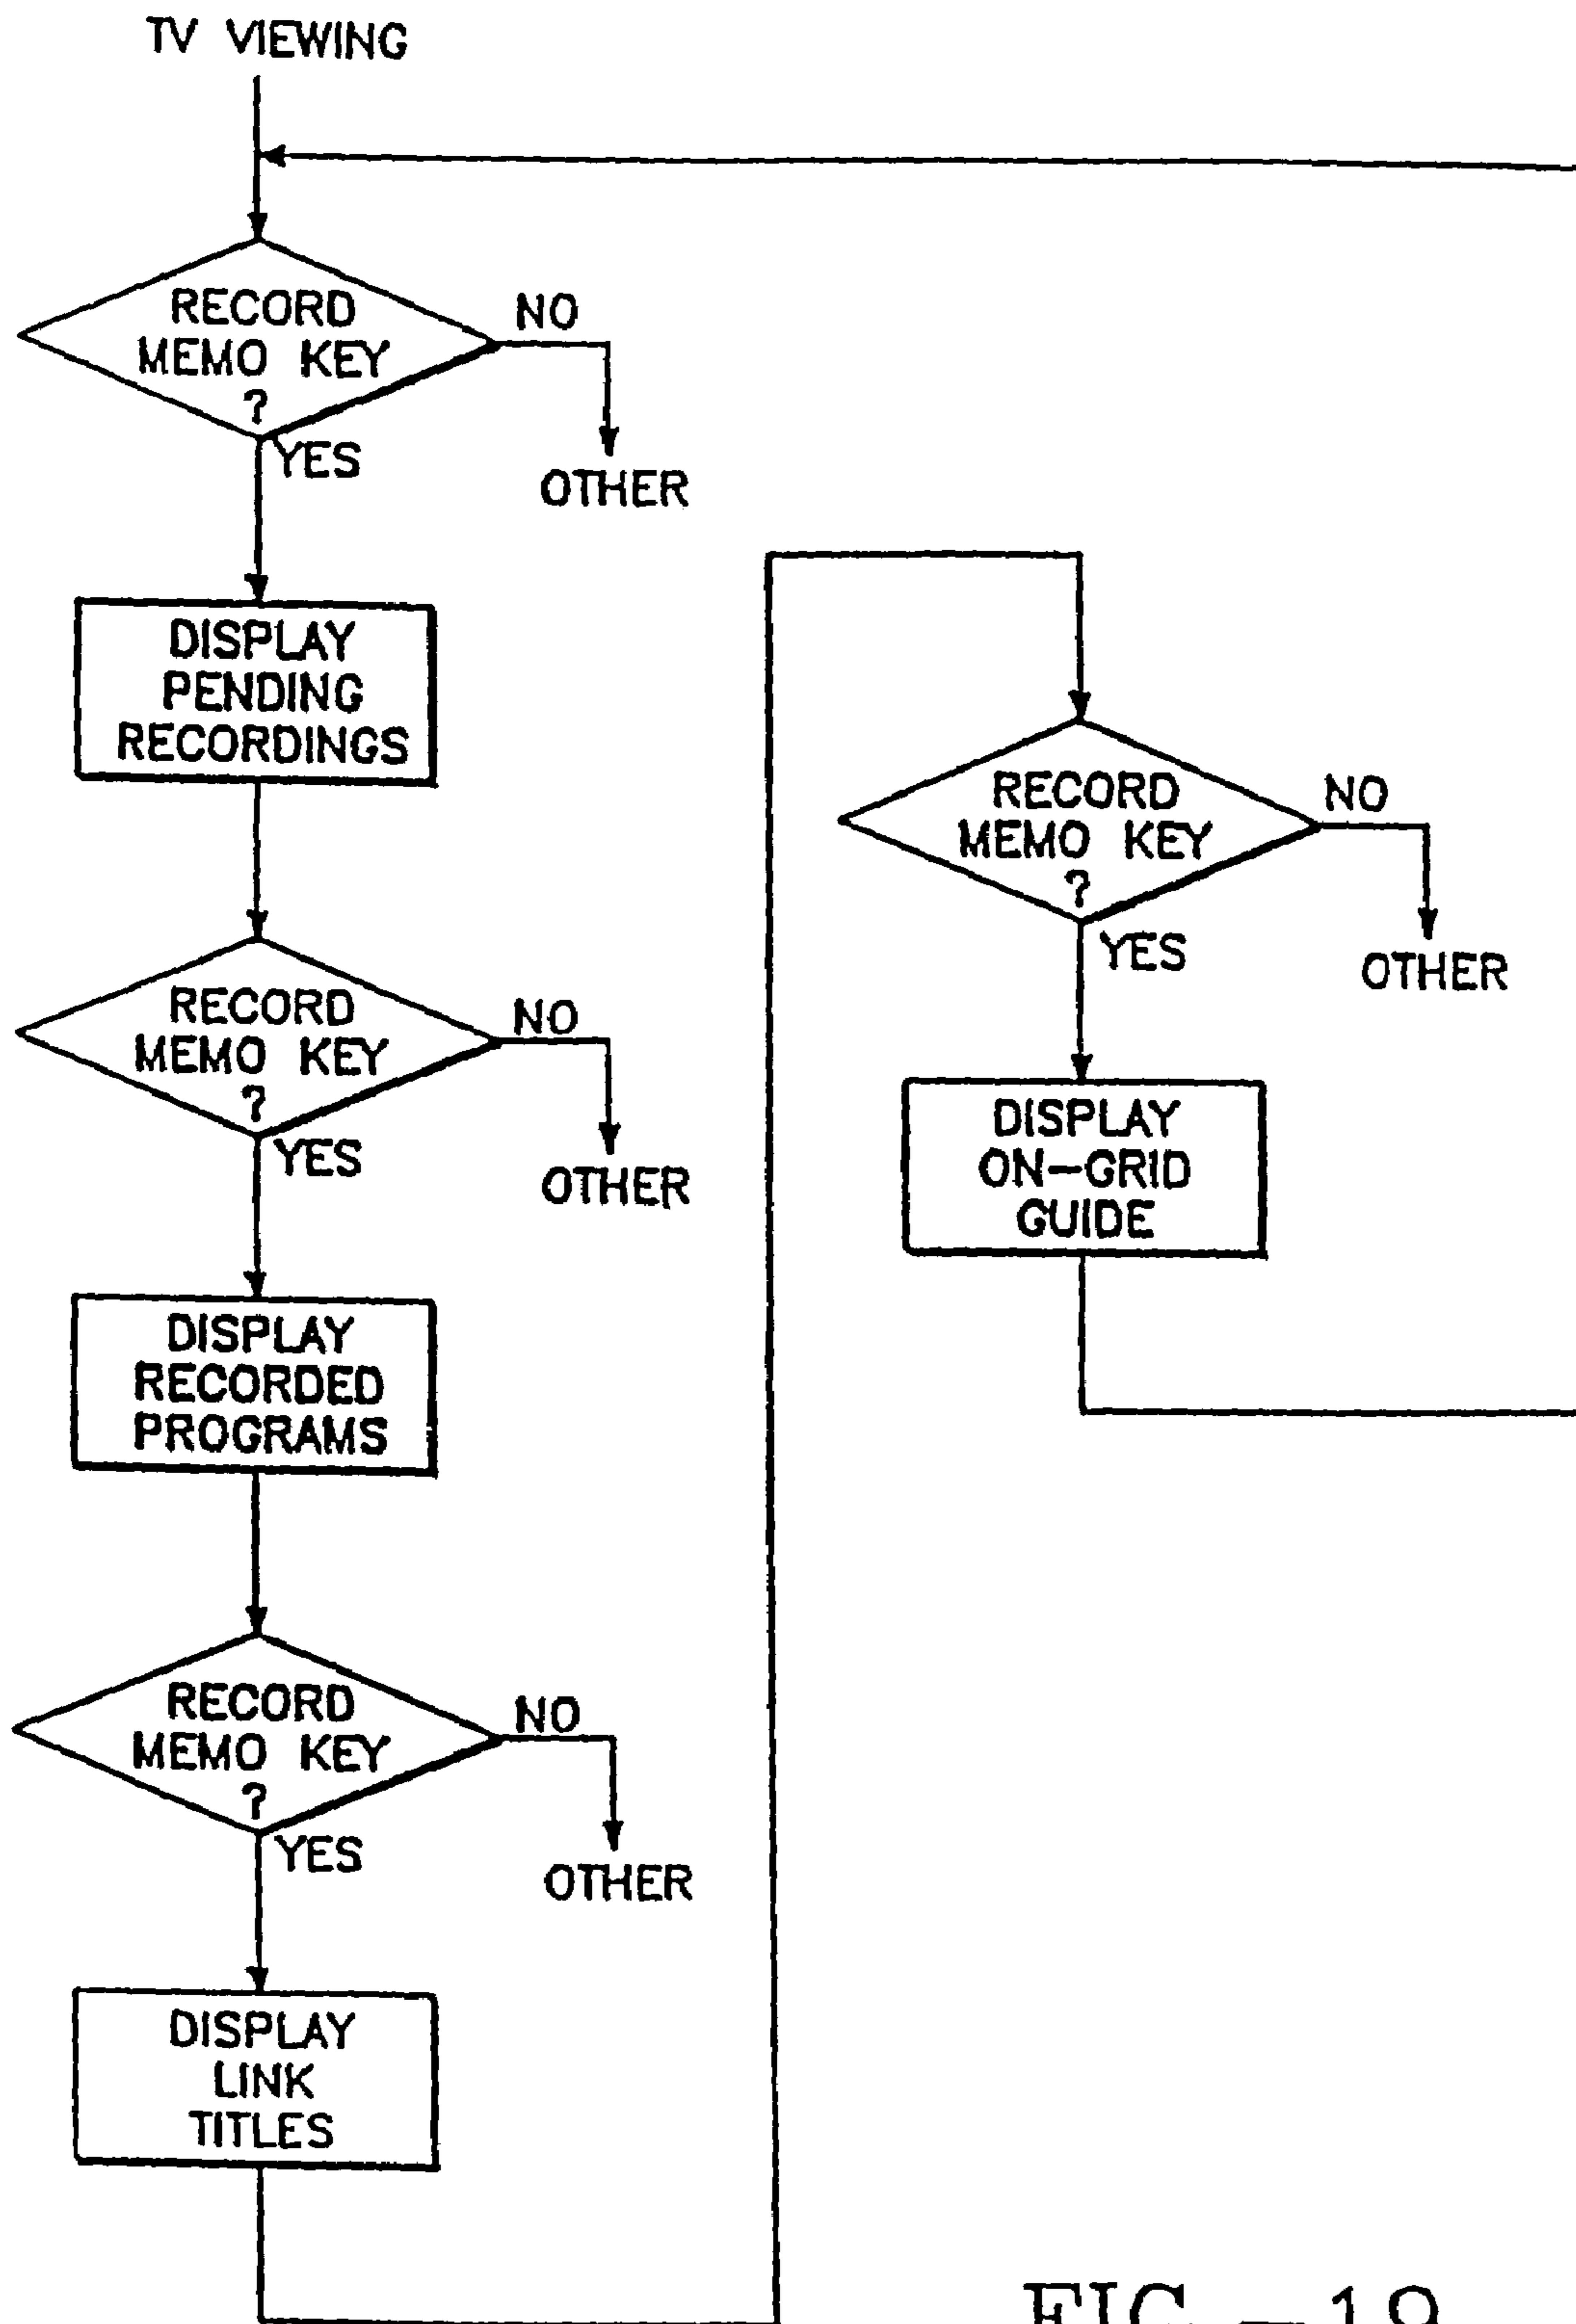 TV VIEWING
RECORD
MEMO KEY
?
NO
YES
OTHER
DISPLAY
PENDING
RECORDINGS
RECORD
MEMO KEY
?
NO
YES
OTHER
DISPLAY
RECORDED
PROGRAMS
RECORD
MEMO KEY
?
NO
YES
OTHER
DISPLAY
LINK
TITLES
RECORD
MEMO KEY
?
NO
YES
OTHER
DISPLAY
ON-GRID
GUIDE
FIG.